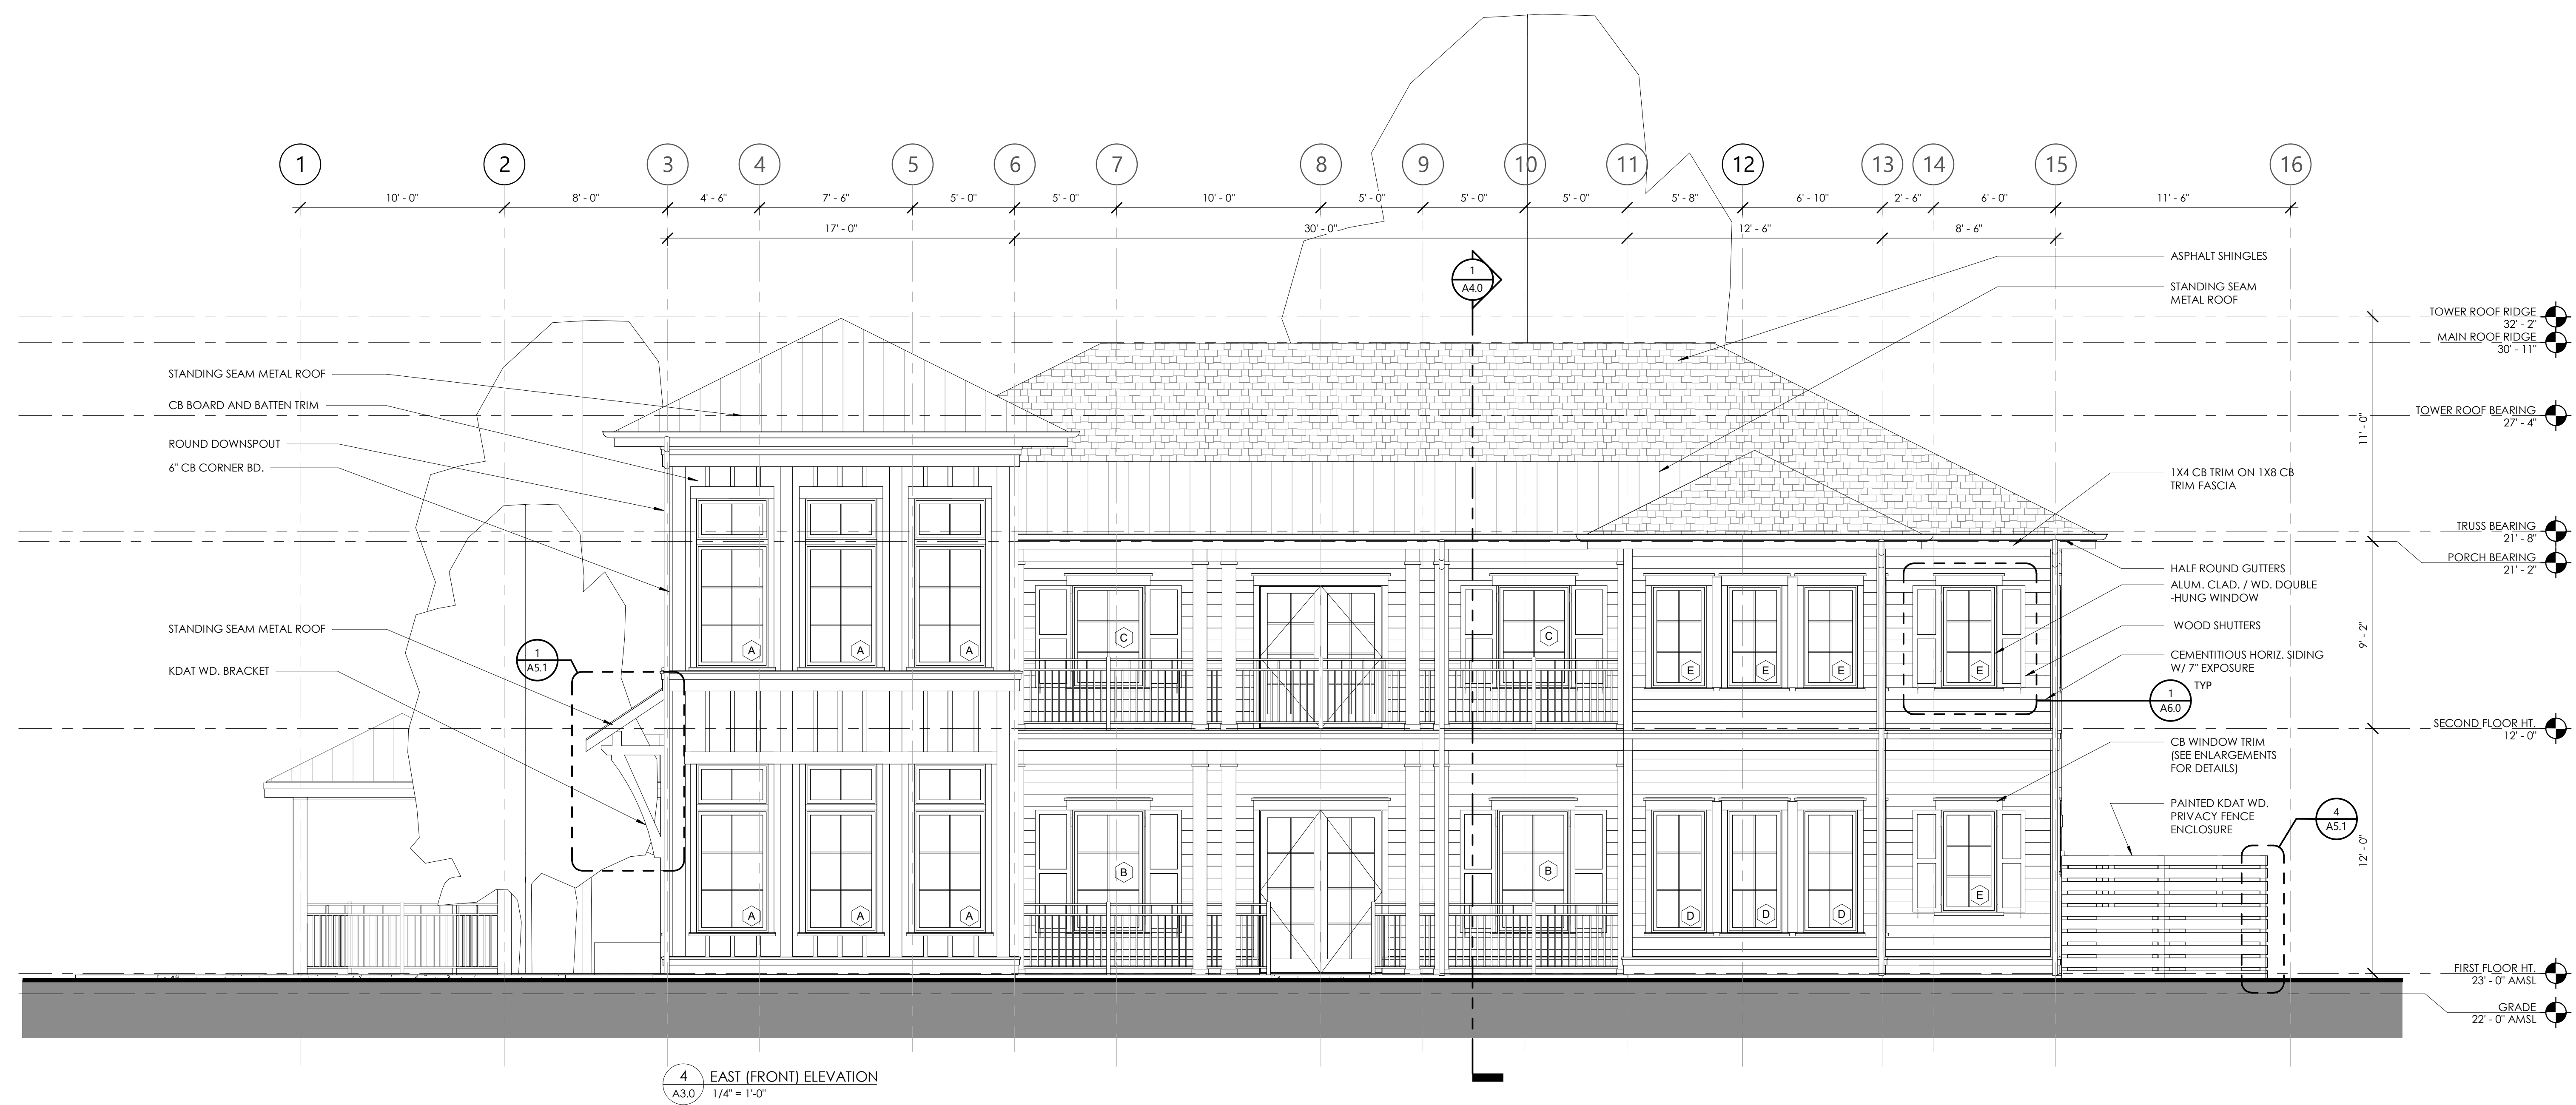 1 2 3 4 5 6 7 8 9 10 11 12 13 14 15 16
10' - 0" 8' - 0" 4' - 6" 7' - 6" 5' - 0" 5' - 0" 10' - 0" 5' - 0" 5' - 0" 5' - 0" 5' - 8" 6' - 10" 2' - 6" 6' - 0" 11' - 6"
17' - 0" 30' - 0" 12' - 6" 8' - 6"
1
A4.0
ASPHALT SHINGLES
STANDING SEAM
METAL ROOF
TOWER ROOF RIDGE
32' - 2"
MAIN ROOF RIDGE
30' - 11"
TOWER ROOF BEARING
27' - 4"
11' - 0"
STANDING SEAM METAL ROOF
CB BOARD AND BATTEN TRIM
ROUND DOWNSPOUT
6" CB CORNER BD.
STANDING SEAM METAL ROOF
KDAT WD. BRACKET
1
A5.1
1X4 CB TRIM ON 1X8 CB
TRIM FASCIA
TRUSS BEARING
21' - 8"
PORCH BEARING
21' - 2"
HALF ROUND GUTTERS
ALUM. CLAD. / WD. DOUBLE
-HUNG WINDOW
WOOD SHUTTERS
CEMENTITIOUS HORIZ. SIDING
W/ 7" EXPOSURE
9' - 2"
1
A6.0
TYP
A A A C C E E E E
SECOND FLOOR HT.
12' - 0"
CB WINDOW TRIM
(SEE ENLARGEMENTS
FOR DETAILS)
PAINTED KDAT WD.
PRIVACY FENCE
ENCLOSURE
4
A5.1
12' - 0"
A A A B B D D D E
FIRST FLOOR HT.
23' - 0" AMSL
GRADE
22' - 0" AMSL
4
A3.0
EAST (FRONT) ELEVATION
1/4" = 1'-0"